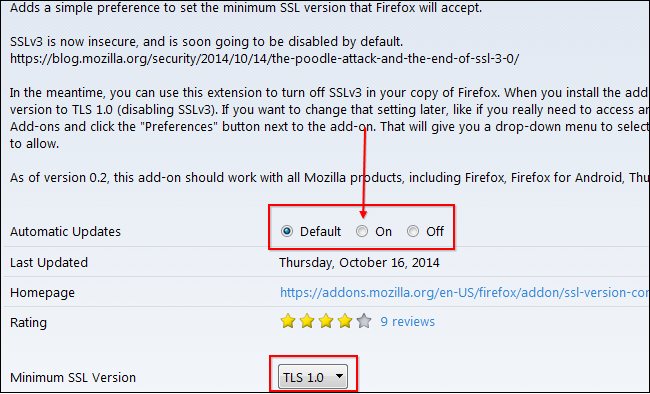 Adds a simple preference to set the minimum SSL version that Firefox will accept.
SSLv3 is now insecure, and is soon going to be disabled by default.
https://blog.mozilla.org/security/2014/10/14/the-poodle-attack-and-the-end-of-ssl-3-0/
In the meantime, you can use this extension to turn off SSLv3 in your copy of Firefox. When you install the add
version to TLS 1.0 (disabling SSLv3). If you want to change that setting later, like if you really need to access an
Add-ons and click the "Preferences" button next to the add-on. That will give you a drop-down menu to selec
to allow.
As of version 0.2, this add-on should work with all Mozilla products, including Firefox, Firefox for Android, Thu
Automatic Updates Default On Off
Last Updated Thursday, October 16, 2014
Homepage https://addons.mozilla.org/en-US/firefox/addon/ssl-version-con
Rating 9 reviews
Minimum SSL Version TLS 1.0